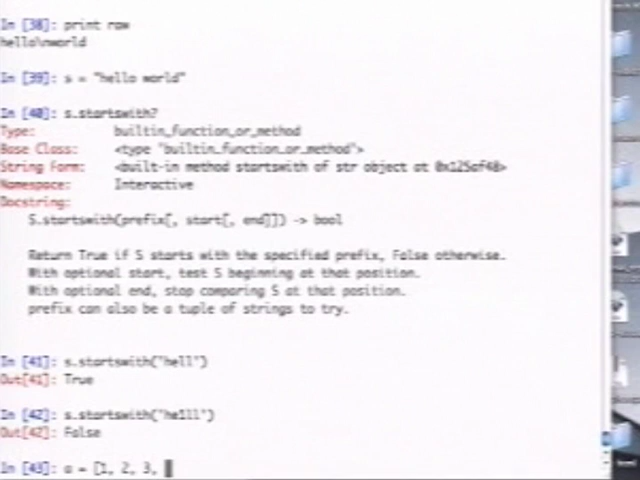 In [38]: print raw
hello\nworld
In [39]: s = "hello world"
In [40]: s.startswith?
Type: builtin_function_or_method
Base Class: <type 'builtin_function_or_method'>
String Form: <built-in method startswith of str object at 0x125af48>
Namespace: Interactive
Docstring:
S.startswith(prefix[, start[, end]]) -> bool
Return True if S starts with the specified prefix, False otherwise.
With optional start, test S beginning at that position.
With optional end, stop comparing S at that position.
prefix can also be a tuple of strings to try.
In [41]: s.startswith("hell")
Out[41]: True
In [42]: s.startswith("he1ll")
Out[42]: False
In [43]: a = [1, 2, 3,